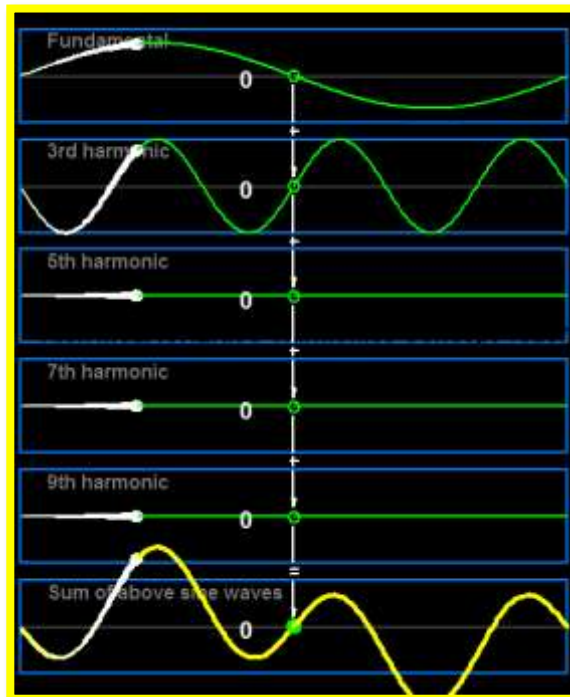 Fundamental
0
+
3rd harmonic
0
+
5th harmonic
0
+
7th harmonic
0
+
9th harmonic
0
=
Sum of above sine waves
0